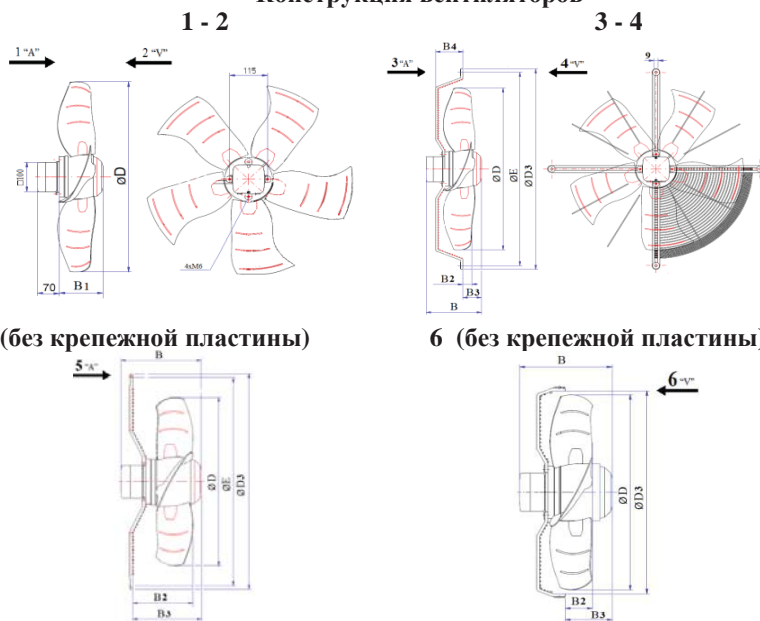 Конструкция вентиляторов
1 - 2
3 - 4
1 “A”
2 “V”
115
□100
ØD
4xM6
70
B1
B4
3 “A”
4 “V”
9
ØD
ØE
ØD3
B2
B3
B
(без крепежной пластины)
6 (без крепежной пластины)
B
5 “A”
ØD
ØE
ØD3
B2
B3
B
6 “V”
ØD
ØD3
B2
B3